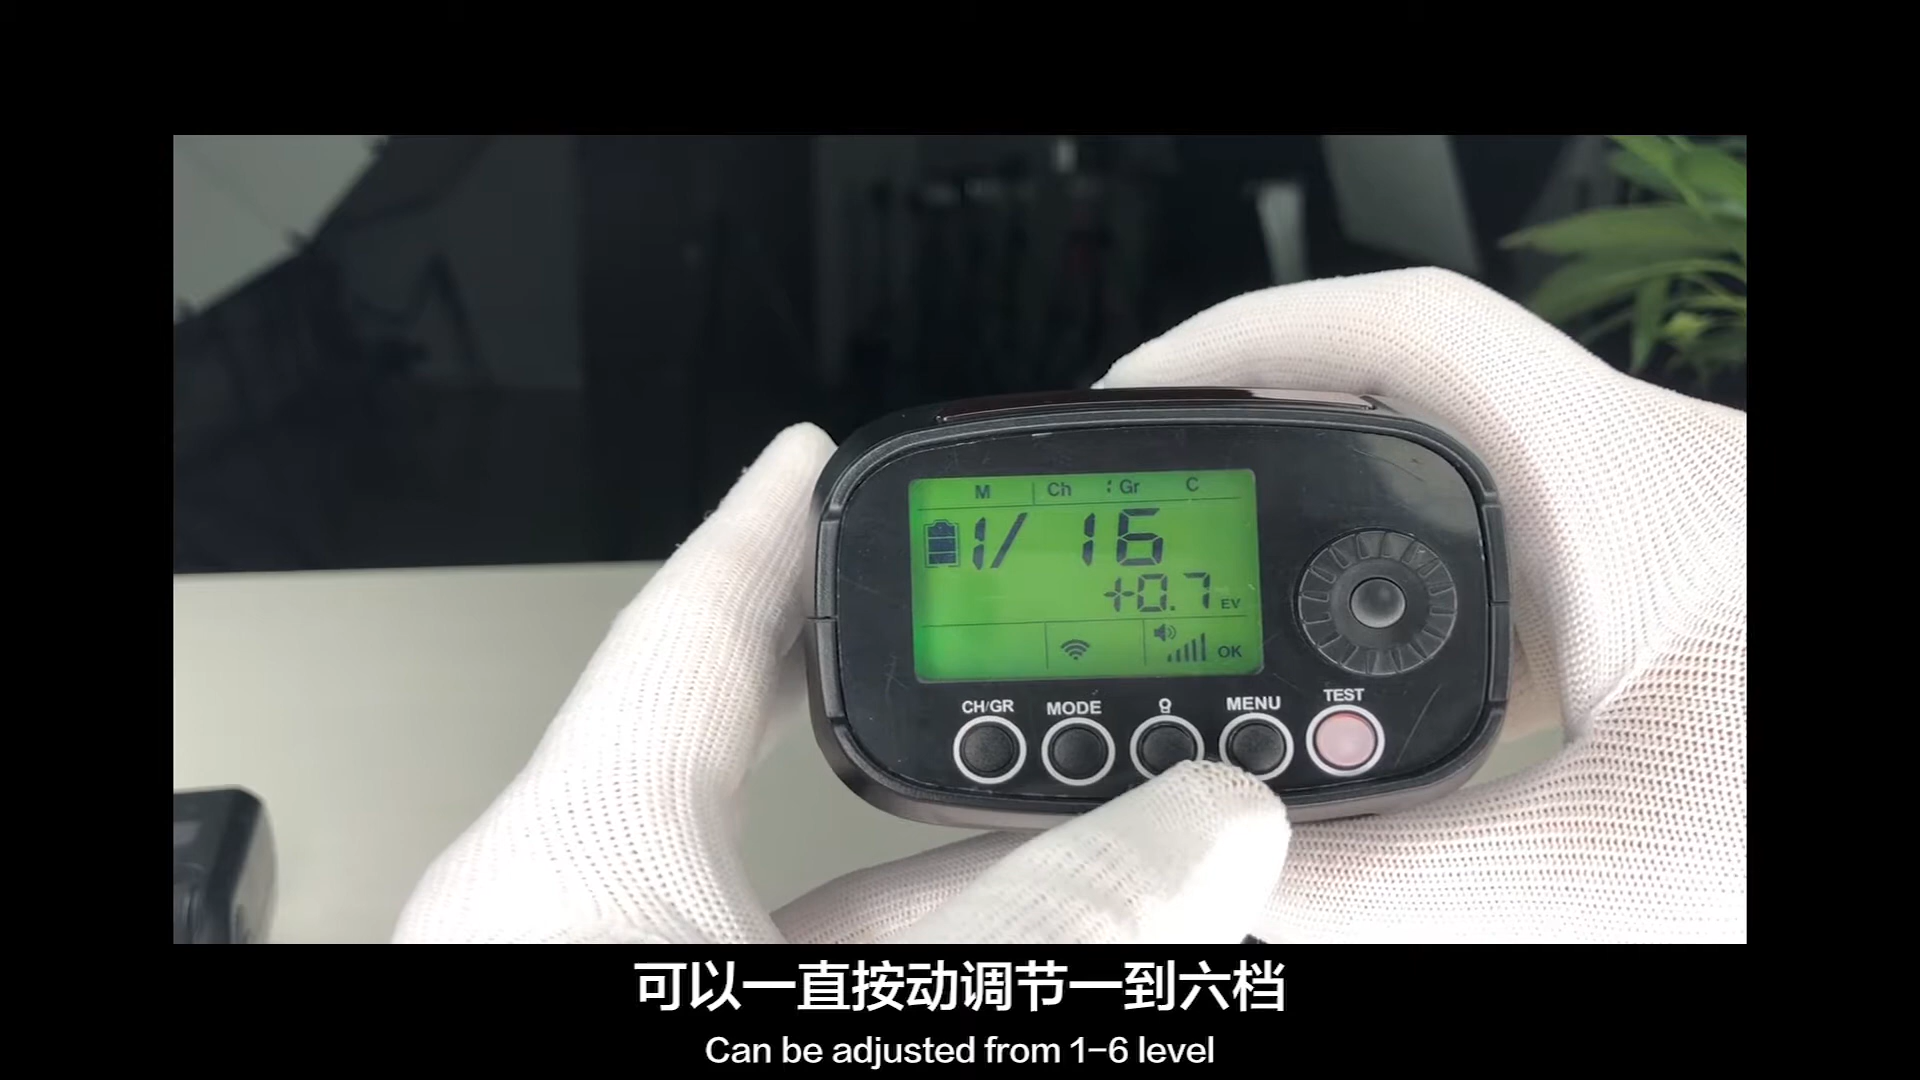 M Ch 1 Gr C
1/ 16
+0.7 EV
OK
CH/GR MODE MENU TEST
可以一直按动调节一到六档
Can be adjusted from 1-6 level